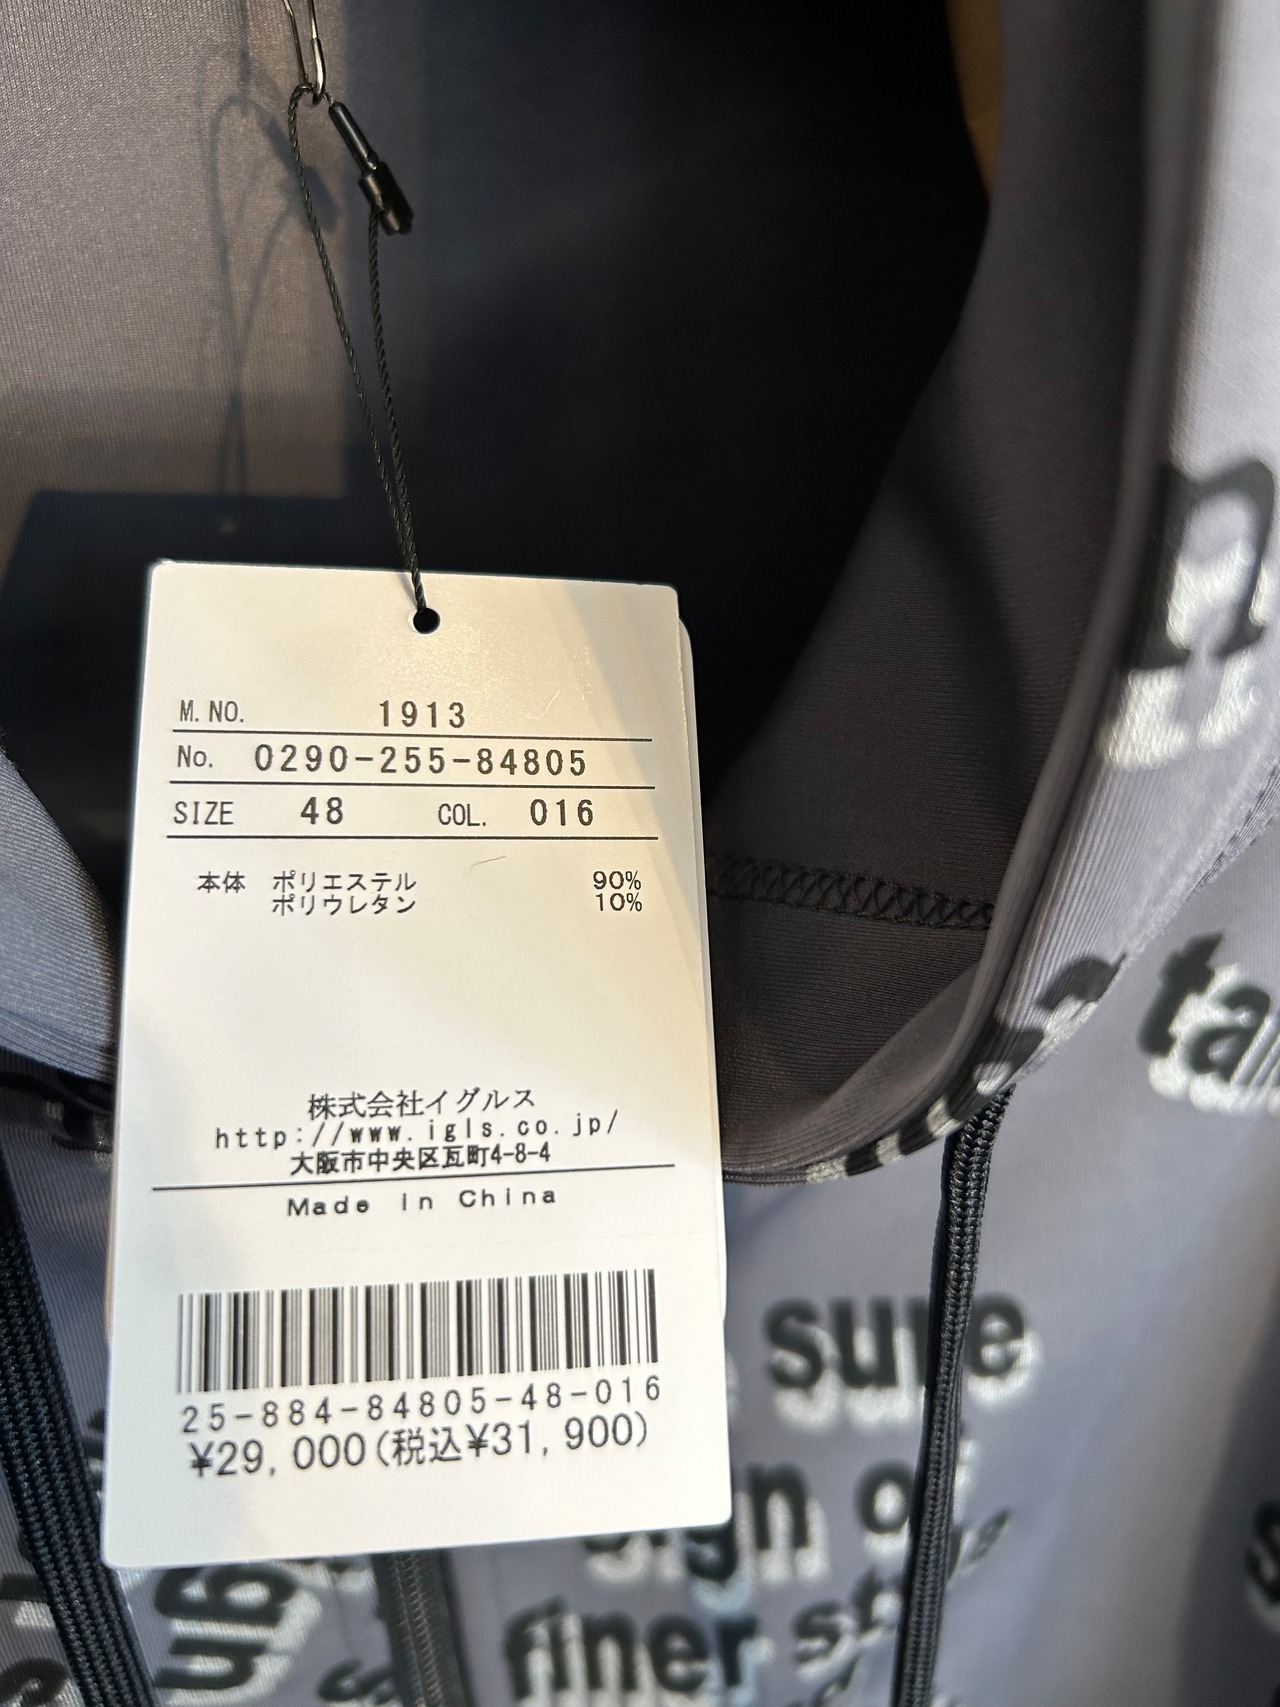 M. NO. 1913
No. 0290-255-84805
SIZE 48 COL. 016
本体 ポリエステル 90%
ポリウレタン 10%
株式会社イグルス
http://www.igls.co.jp/
大阪市中央区瓦町4-8-4
Made in China
25-884-84805-48-016
¥29,000(税込¥31,900)
sure
sign of
finer